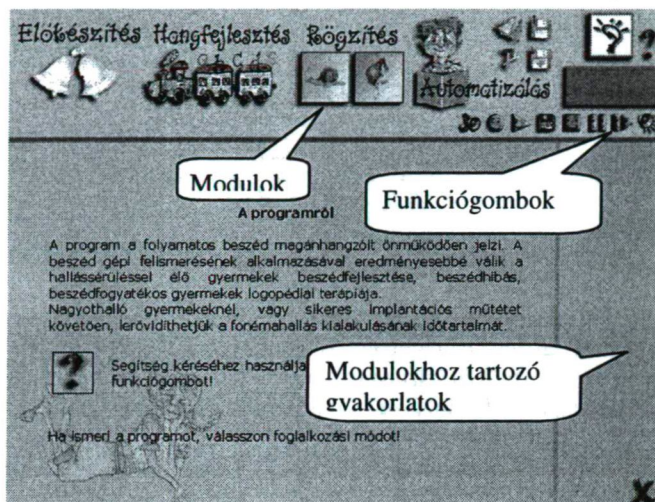 Előkészítés Hangfejlesztés Rögzítés
Automatizálás
Modulok
Funkciógombok
A programról
A program a folyamatos beszéd magánhangzóit önműködően jelzi. A
beszéd gépi felismerésének alkalmazásával eredményesebbé válik a
hallássérüléssel élő gyermekek beszédfejlesztése, beszédhibás,
beszédfogyatékos gyermekek logopédiai terápiája.
Nagyothalló gyermekeknél, vagy sikeres implantációs műtétet
követően, lerövidíthetjük a fonémahallás kialakulásának időtartalmát.
? Segítség kéréséhez használja
funkciógombot!
Modulokhoz tartozó
gyakorlatok
Ha ismeri a programot, válasszon foglalkozási módot!